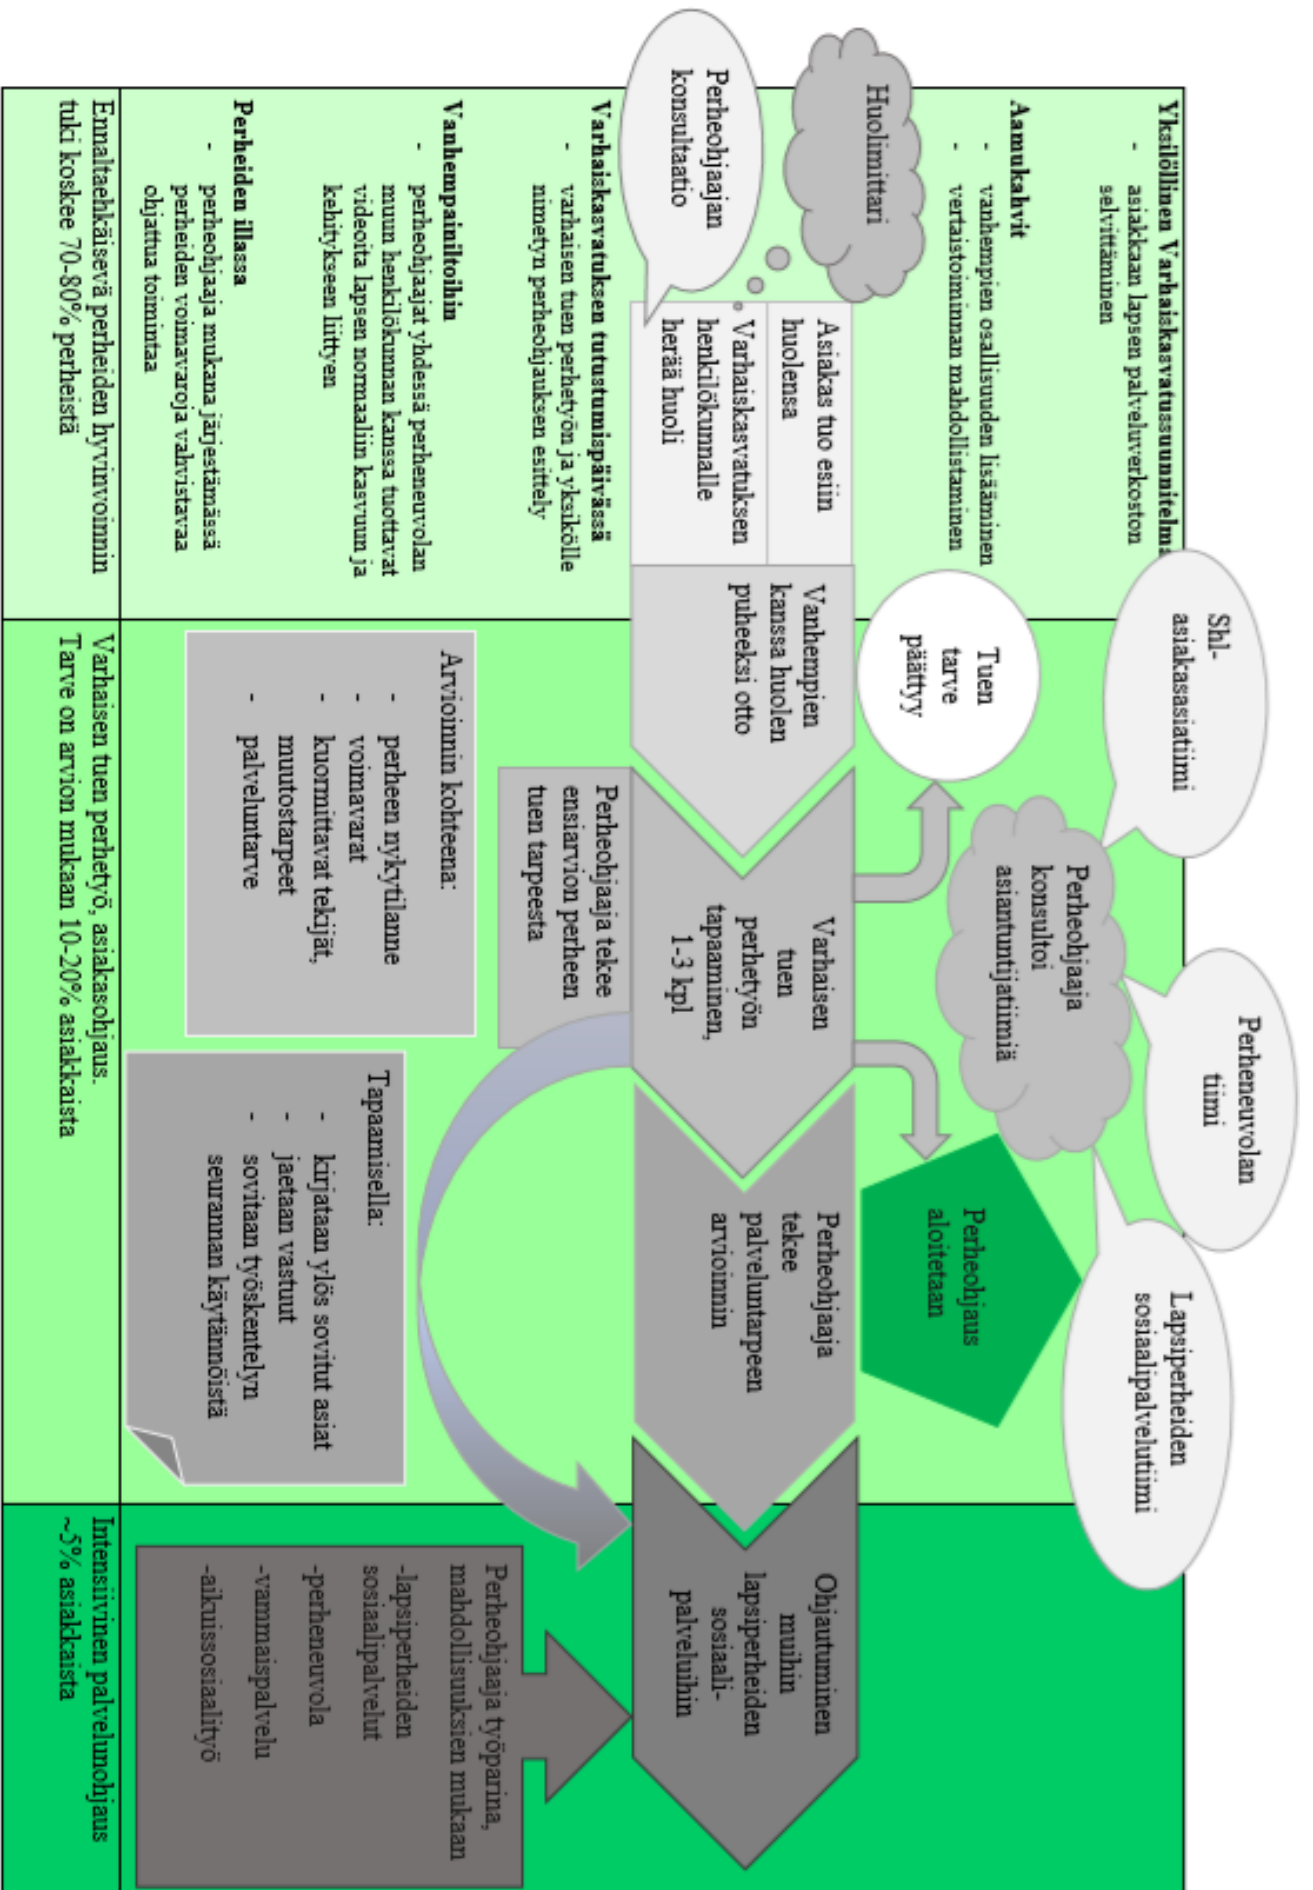 Shl-
asiakasasiatiimi
Perheneuvolan
tiimi
Lapsiperheiden
sosiaalipalvelutiimi
Yksilöllinen Varhaiskasvatussuunnitelma
- asiakkaan lapsen palveluverkoston
selvittäminen
Aamukahvit
- vanhempien osallisuuden lisääminen
- vertaistoiminnan mahdollistaminen
Huolimittari
Perheohjaajan
konsultaatio
Tuen
tarve
päättyy
Perheohjaaja
konsultoi
asiantuntijatiimiä
Perheohjaus
aloitetaan
Asiakas tuo esiin
huolensa
Varhaiskasvatuksen
henkilökunnalle
herää huoli
Vanhempien
kanssa huolen
puheeksi otto
Varhaisen
tuen
perhetyön
tapaaminen,
1-3 kpl
Perheohjaaja
tekee
palveluntarpeen
arvioinnin
Ohjautuminen
muihin
lapsiperheiden
sosiaali-
palveluihin
Varhaiskasvatuksen tutustumispäivässä
- varhaisen tuen perhetyön ja yksikölle
nimetyn perheohjauksen esittely
Vanhempainiltoihin
- perheohjaajat yhdessä perheneuvolan
muun henkilökunnan kanssa tuottavat
videoita lapsen normaaliin kasvuun ja
kehitykseen liittyen
Perheiden illassa
- perheohjaaja mukana järjestämässä
perheiden voimavaroja vahvistavaa
ohjattua toimintaa
Perheohjaaja tekee
ensiarvion perheen
tuen tarpeesta
Arvioinnin kohteena:
- perheen nykytilanne
- voimavarat
- kuormittavat tekijät,
muutostarpeet
- palveluntarve
Tapaamisella:
- kirjataan ylös sovitut asiat
- jaetaan vastuut
- sovitaan työskentelyn
seurannan käytännöistä
Perheohjaaja työparina,
mahdollisuuksien mukaan
-lapsiperheiden
sosiaalipalvelut
-perheneuvola
-vammaispalvelu
-aikuissosiaalityö
Ennaltaehkäisevä perheiden hyvinvoinnin
tuki koskee 70-80% perheistä
Varhaisen tuen perhetyö, asiakasohjaus.
Tarve on arvion mukaan 10-20% asiakkaista
Intensiivinen palvelunohjaus
~5% asiakkaista